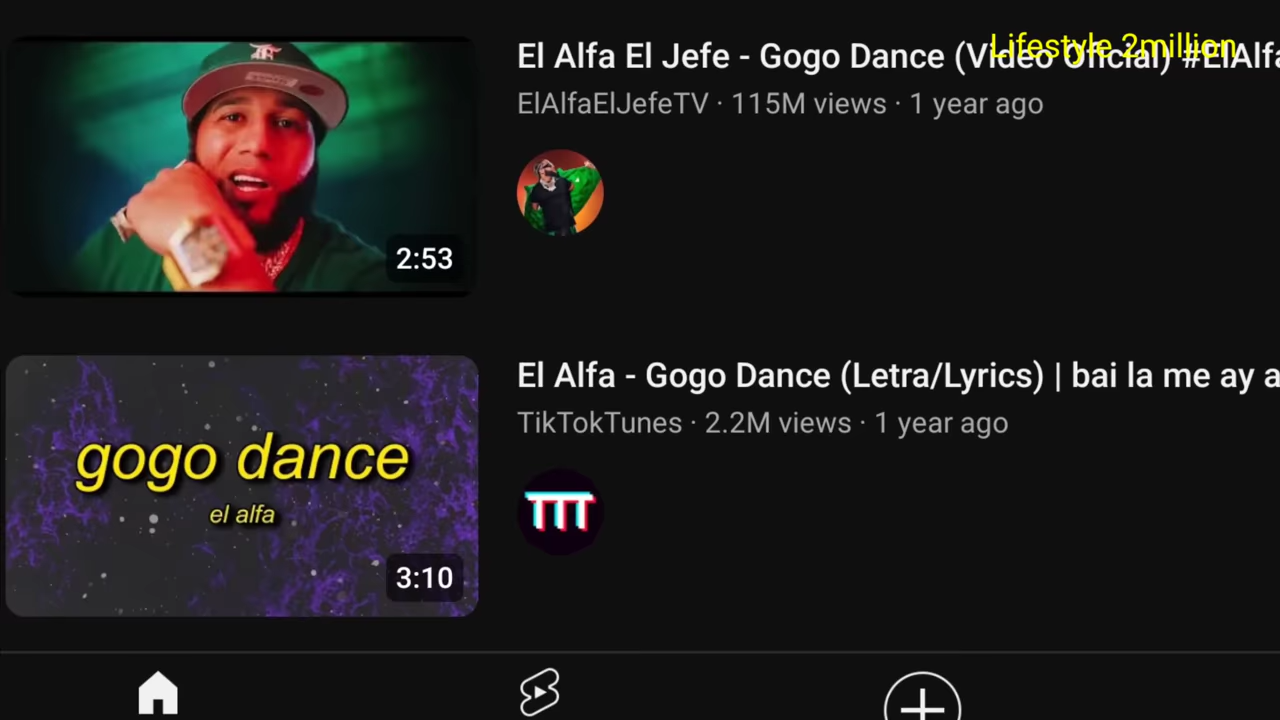 El Alfa El Jefe - Gogo Dance (Video Oficial) #ElAlfa
Lifestyle 2million
ElAlfaElJefeTV · 115M views · 1 year ago
2:53
El Alfa - Gogo Dance (Letra/Lyrics) | bai la me ay a
TikTokTunes · 2.2M views · 1 year ago
gogo dance
el alfa
TTT
3:10